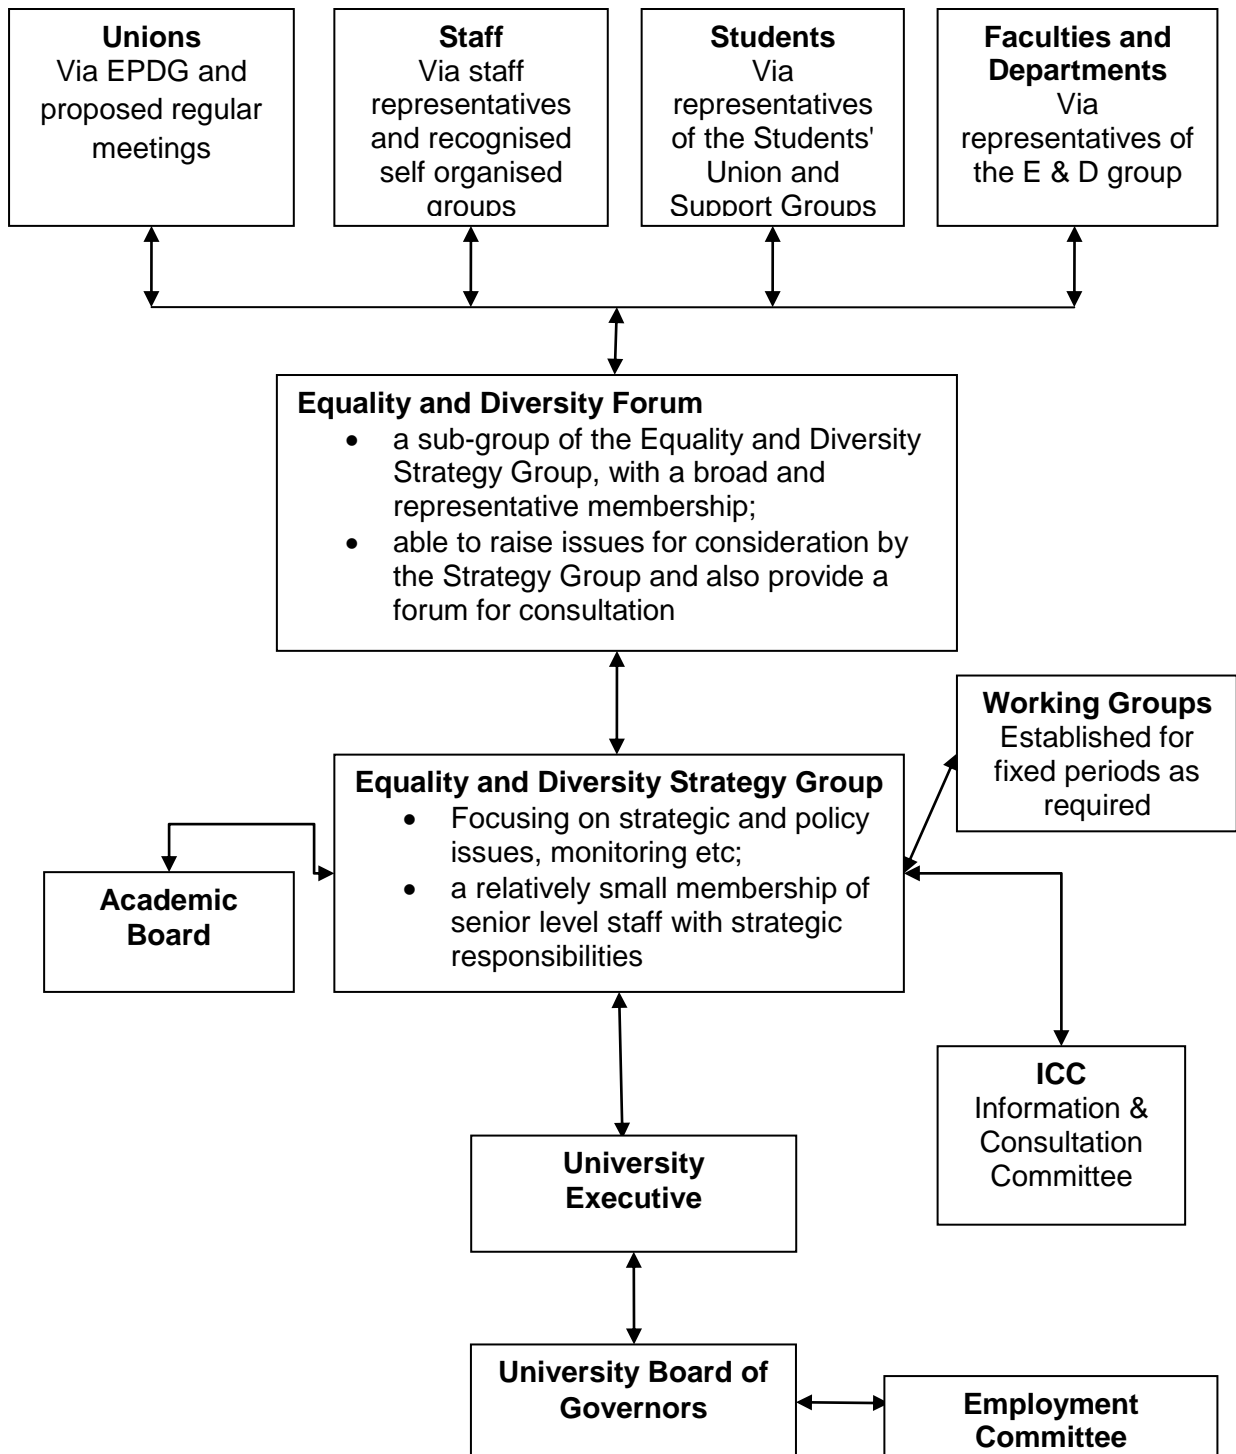 Unions
Via EPDG and
proposed regular
meetings
Staff
Via staff
representatives
and recognised
self organised
groups
Students
Via
representatives
of the Students'
Union and
Support Groups
Faculties and
Departments
Via
representatives of
the E & D group
Equality and Diversity Forum
• a sub-group of the Equality and Diversity
Strategy Group, with a broad and
representative membership;
• able to raise issues for consideration by
the Strategy Group and also provide a
forum for consultation
Working Groups
Established for
fixed periods as
required
Equality and Diversity Strategy Group
• Focusing on strategic and policy
issues, monitoring etc;
• a relatively small membership of
senior level staff with strategic
responsibilities
Academic
Board
ICC
Information &
Consultation
Committee
University
Executive
University Board of
Governors
Employment
Committee